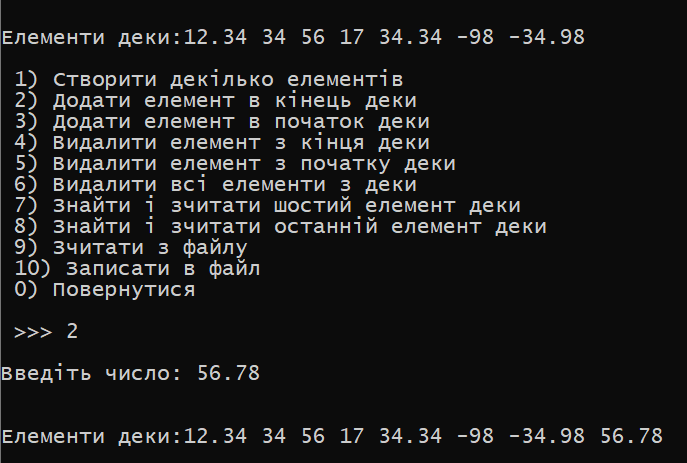 Елементи деки:12.34 34 56 17 34.34 -98 -34.98
1) Створити декілько елементів
2) Додати елемент в кінець деки
3) Додати елемент в початок деки
4) Видалити елемент з кінця деки
5) Видалити елемент з початку деки
6) Видалити всі елементи з деки
7) Знайти і зчитати шостий елемент деки
8) Знайти і зчитати останній елемент деки
9) Зчитати з файлу
10) Записати в файл
0) Повернутися
>>> 2
Введіть число: 56.78
Елементи деки:12.34 34 56 17 34.34 -98 -34.98 56.78